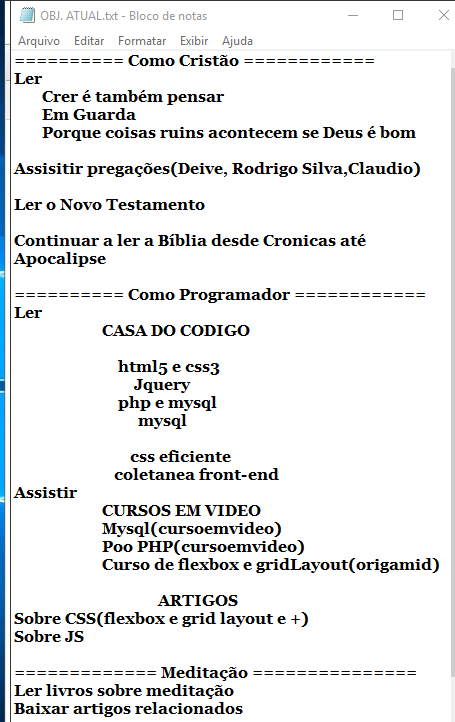 OBJ. ATUAL.txt - Bloco de notas
Arquivo Editar Formatar Exibir Ajuda
========== Como Cristão ============
Ler
Crer é também pensar
Em Guarda
Porque coisas ruins acontecem se Deus é bom
Assisitir pregações(Deive, Rodrigo Silva,Claudio)
Ler o Novo Testamento
Continuar a ler a Bíblia desde Cronicas até
Apocalipse
========== Como Programador ============
Ler
CASA DO CODIGO
html5 e css3
Jquery
php e mysql
mysql
css eficiente
coletanea front-end
Assistir
CURSOS EM VIDEO
Mysql(cursoemvideo)
Poo PHP(cursoemvideo)
Curso de flexbox e gridLayout(origamid)
ARTIGOS
Sobre CSS(flexbox e grid layout e +)
Sobre JS
============= Meditação ===============
Ler livros sobre meditação
Baixar artigos relacionados